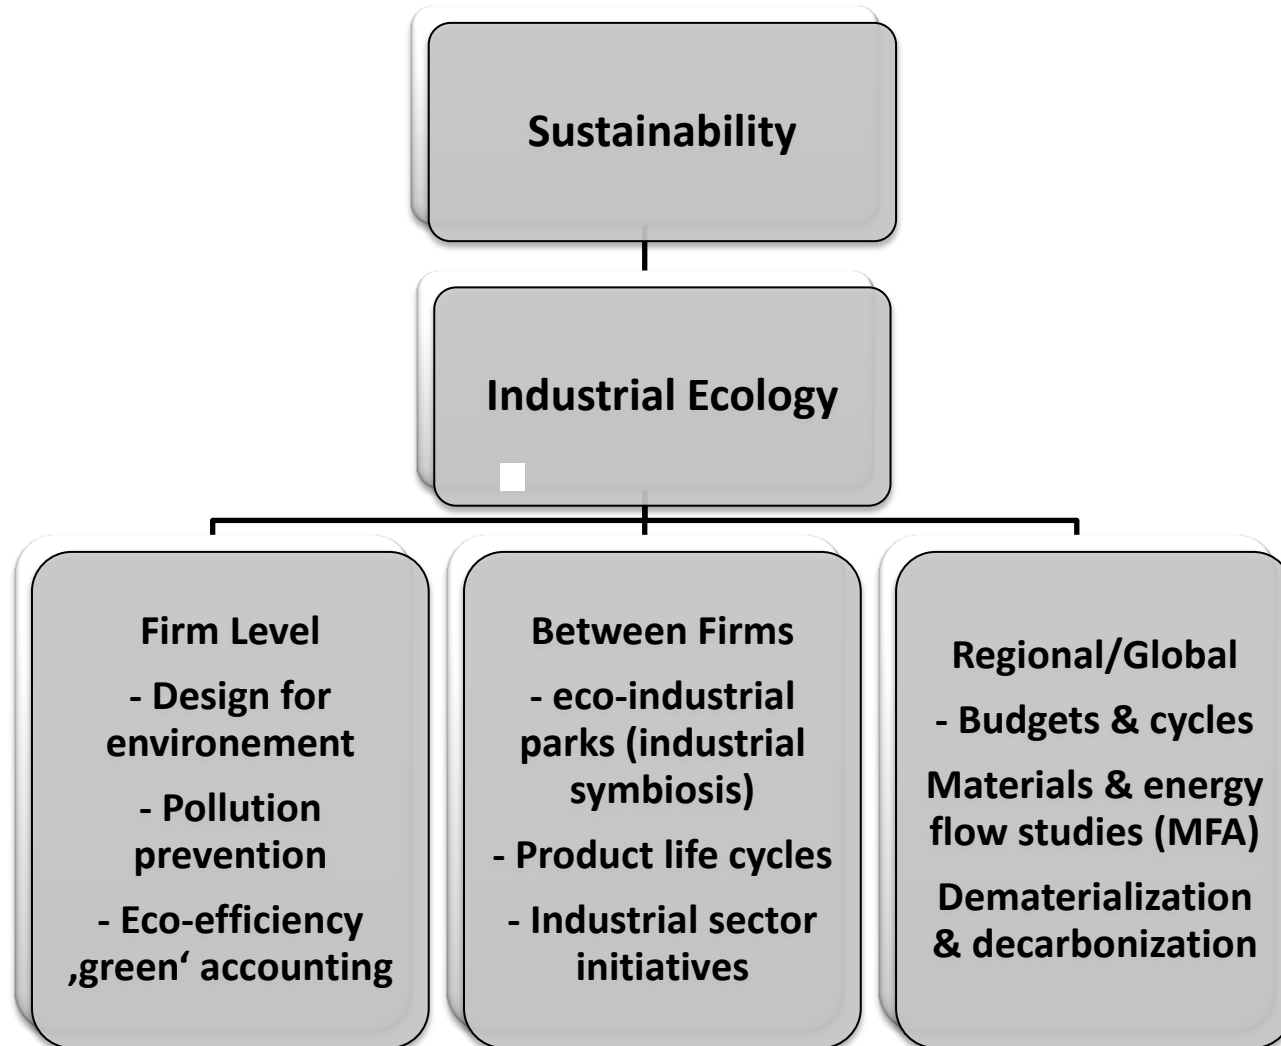 Sustainability
Industrial Ecology
Firm Level
- Design for
environement
- Pollution
prevention
- Eco-efficiency
‚green‘ accounting
Between Firms
- eco-industrial
parks (industrial
symbiosis)
- Product life cycles
- Industrial sector
initiatives
Regional/Global
- Budgets & cycles
Materials & energy
flow studies (MFA)
Dematerialization
& decarbonization